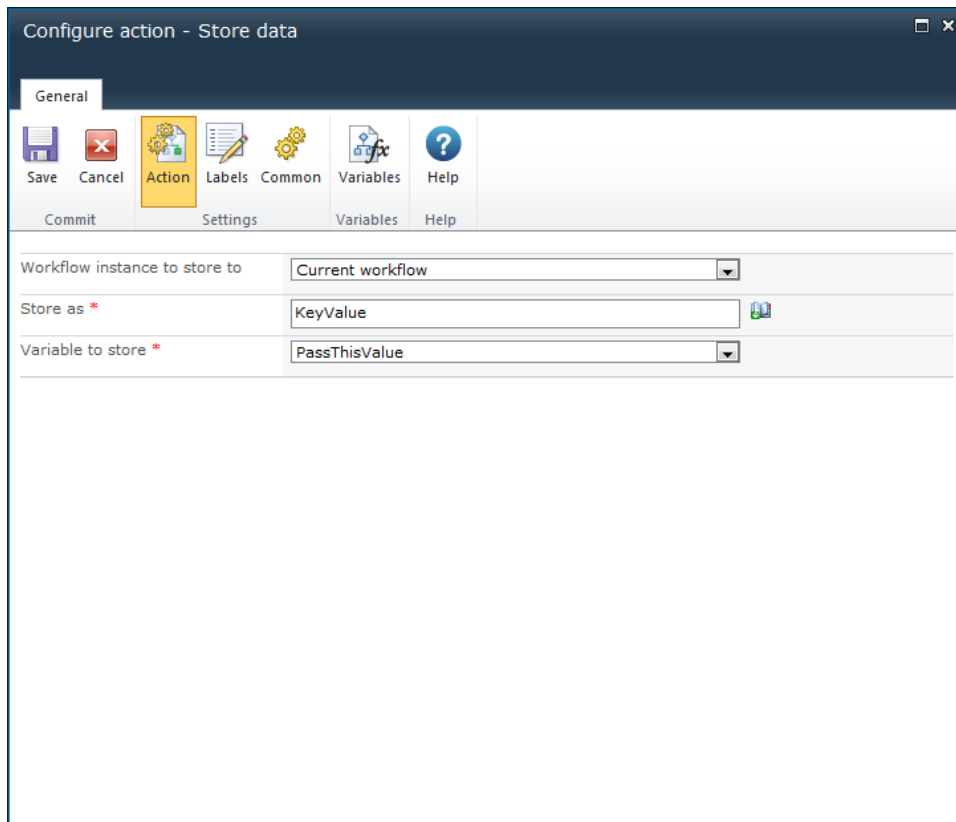 Configure action - Store data
General
Save Cancel Action Labels Common Variables Help
Commit Settings Variables Help
Workflow instance to store to Current workflow
Store as * KeyValue
Variable to store * PassThisValue